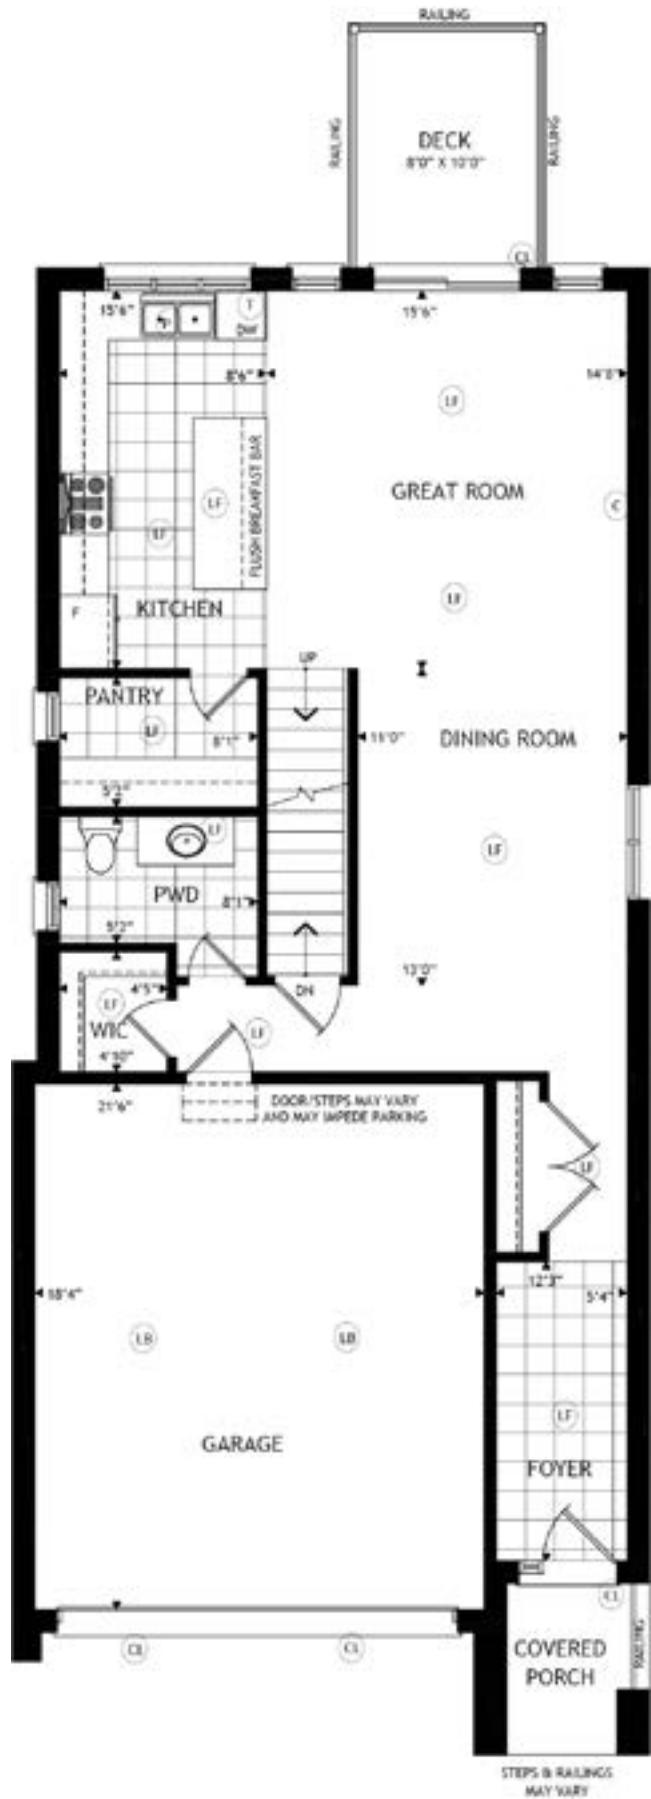 RAILING
RAILING
DECK
8'0" X 10'0"
RAILING
CL
15'6"
P
T
DW
15'6"
8'6"
14'0"
LF
GREAT ROOM
LF
FLUSH BREAKFAST BAR
C
LF
LF
F
KITCHEN
UP
PANTRY
LF
8'1"
11'0"
DINING ROOM
5'2"
LF
LF
PWD
8'1"
5'2"
13'0"
4'5"
LF
DN
WIC
LF
4'10"
21'6"
DOOR/STEPS MAY VARY
AND MAY IMPEDE PARKING
LF
12'3"
18'4"
5'4"
LB
LB
LF
GARAGE
FOYER
CL
CL
CL
COVERED
PORCH
RAILING
STEPS & RAILINGS
MAY VARY